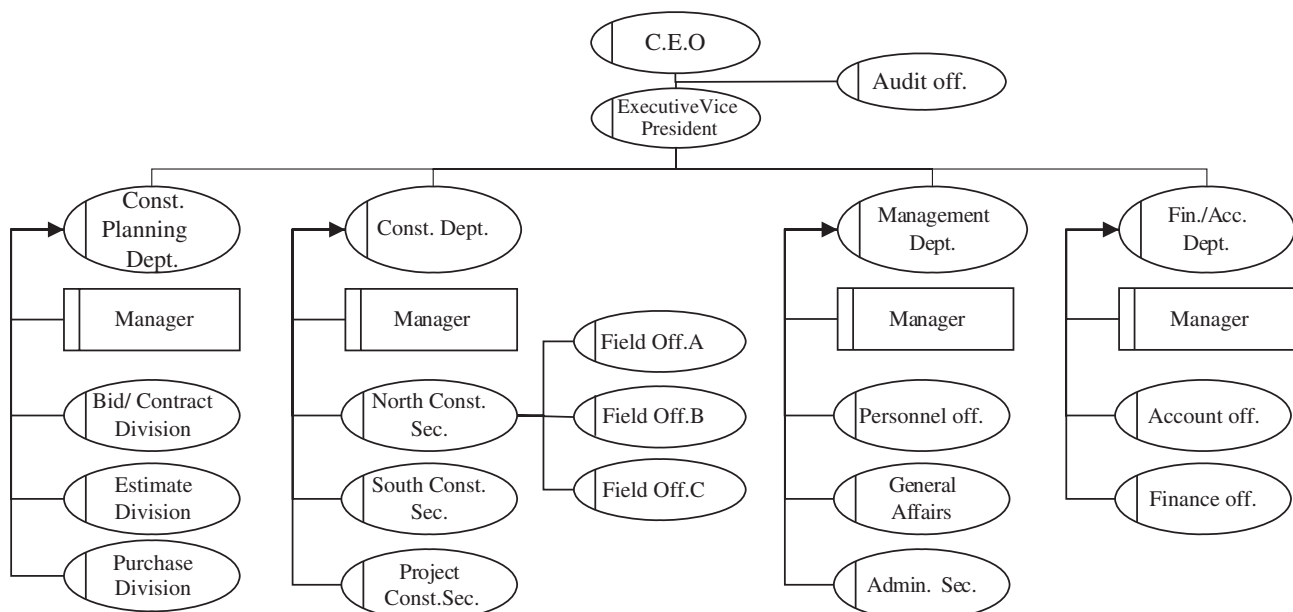 C.E.O
Audit off.
ExecutiveVice
President
Const.
Planning
Dept.
Const. Dept.
Management
Dept.
Fin./Acc.
Dept.
Manager
Manager
Manager
Manager
Field Off.A
Bid/ Contract
Division
North Const.
Sec.
Field Off.B
Personnel off.
Account off.
Estimate
Division
South Const.
Sec.
Field Off.C
General
Affairs
Finance off.
Purchase
Division
Project
Const.Sec.
Admin. Sec.